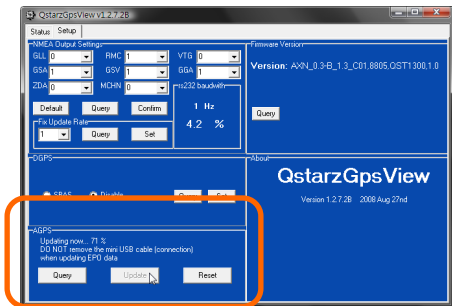 QstarzGpsView v1.2.7.2B
Status Setup
NMEA Output Settings
GLL 0 RMC 1 VTG 0
GSA 1 GSV 1 GGA 1
ZDA 0 MCHN 0
rs232 baudwith
Default Query Confirm
1 Hz
4.2 %
Fix Update Rate
1 Query Set
Firmware Version
Version: AXN_0.3-B_1.3_C01,8805,QST1300,1.0
Query
DGPS
SBAS Disable Query Set
AGPS
Updating now... 71 %
DO NOT remove the mini USB cable (connection)
when updating EPO data
Query Update Reset
About
QstarzGpsView
Version 1.2.7.2B 2008 Aug 27nd